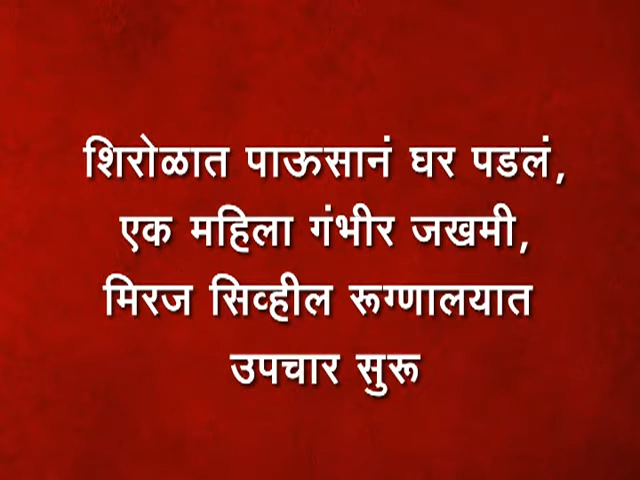 शिरोळात पाऊसानं घर पडलं,
एक महिला गंभीर जखमी,
मिरज सिव्हील रूग्णालयात
उपचार सुरू